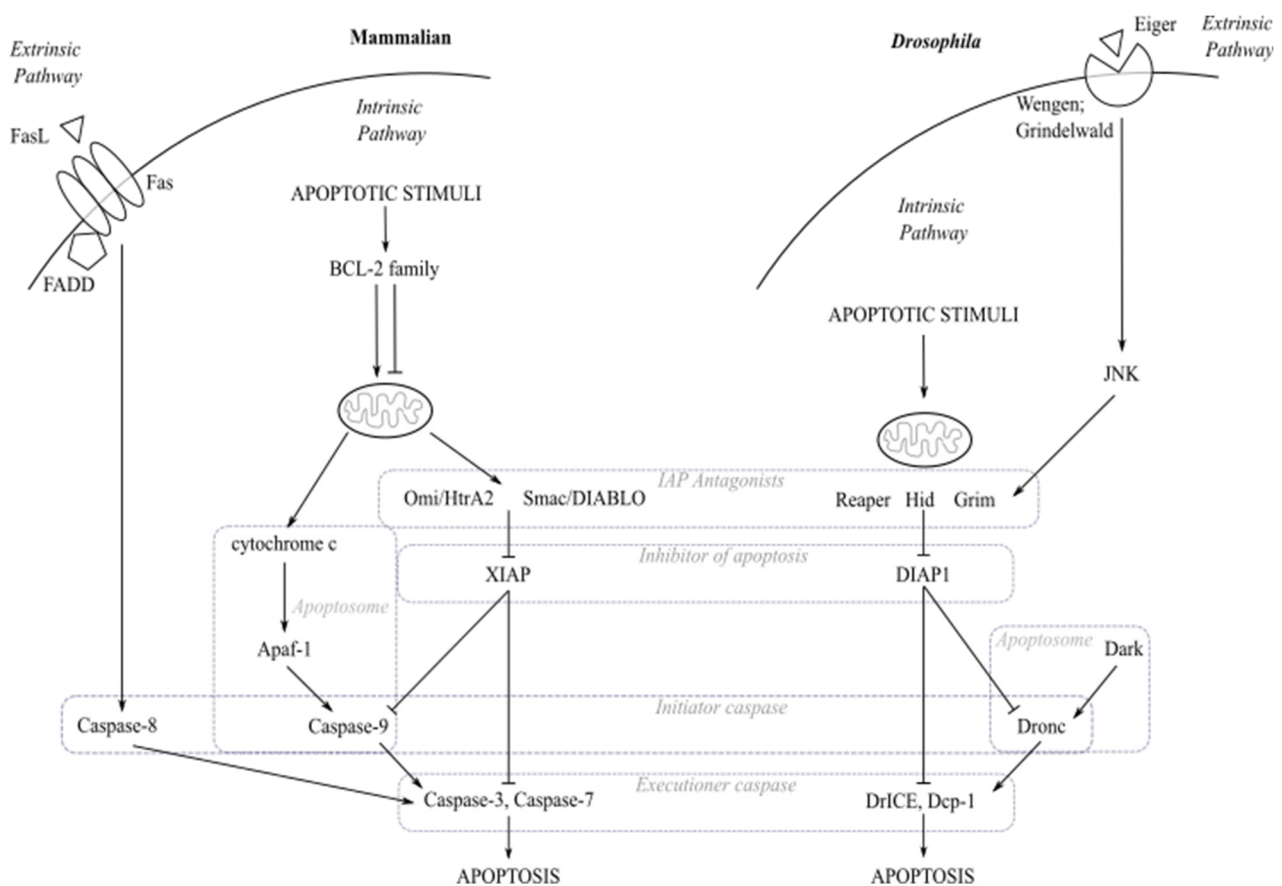 Mammalian
Extrinsic
Pathway
Intrinsic
Pathway
FasL
Fas
FADD
APOPTOTIC STIMULI
BCL-2 family
Omi/HtrA2
Smac/DIABLO
cytochrome c
XIAP
Apoptosome
Apaf-1
Caspase-8
Caspase-9
Caspase-3, Caspase-7
APOPTOSIS
IAP Antagonists
Inhibitor of apoptosis
Initiator caspase
Executioner caspase
Drosophila
Eiger
Extrinsic
Pathway
Wengen;
Grindelwald
Intrinsic
Pathway
APOPTOTIC STIMULI
JNK
Reaper Hid Grim
DIAP1
Apoptosome
Dark
Dronc
DrICE, Dcp-1
APOPTOSIS